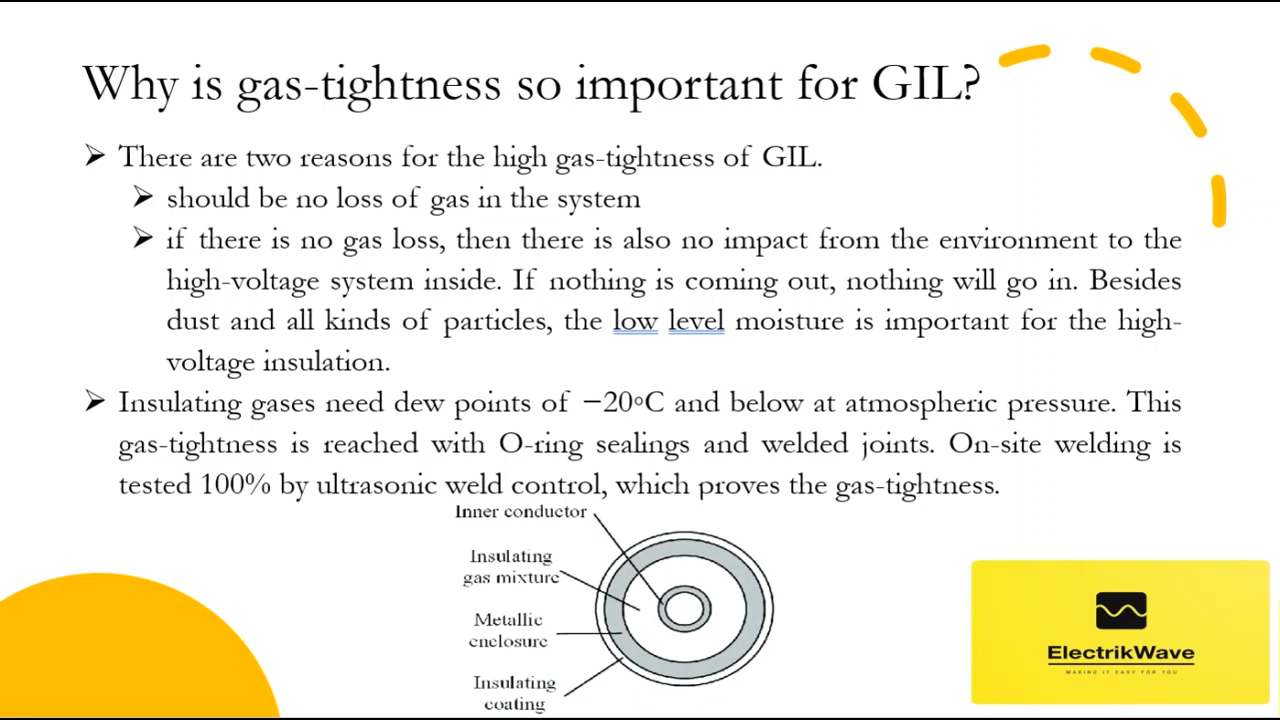 Why is gas-tightness so important for GIL?
➢ There are two reasons for the high gas-tightness of GIL.
➢ should be no loss of gas in the system
➢ if there is no gas loss, then there is also no impact from the environment to the
high-voltage system inside. If nothing is coming out, nothing will go in. Besides
dust and all kinds of particles, the low level moisture is important for the high-
voltage insulation.
➢ Insulating gases need dew points of −20oC and below at atmospheric pressure. This
gas-tightness is reached with O-ring sealings and welded joints. On-site welding is
tested 100% by ultrasonic weld control, which proves the gas-tightness.
Inner conductor
Insulating
gas mixture
Metallic
enclosure
Insulating
coating
ElectrikWave
MAKING IT EASY FOR YOU